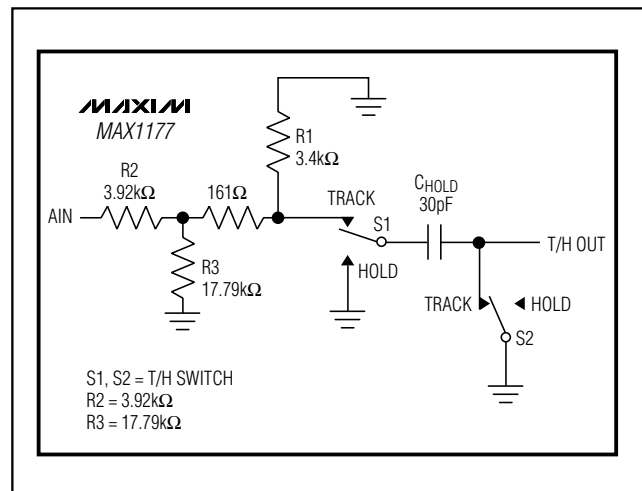 MAXIM
MAX1177
R1
3.4kΩ
R2
3.92kΩ
161Ω
AIN
TRACK
S1
CHOLD
30pF
T/H OUT
R3
17.79kΩ
HOLD
TRACK
HOLD
S2
S1, S2 = T/H SWITCH
R2 = 3.92kΩ
R3 = 17.79kΩ